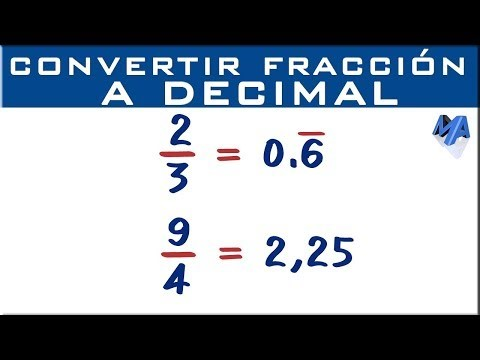 CONVERTIR FRACCIÓN
A DECIMAL
2/3 = 0.6̅
9/4 = 2,25
MA